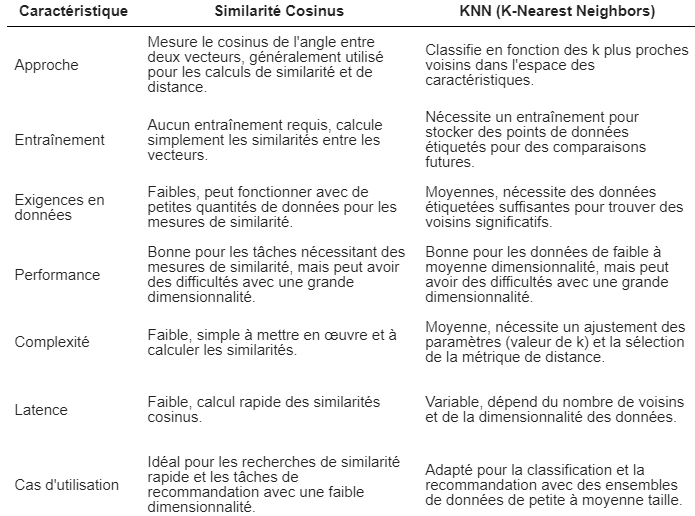 Caractéristique Similarité Cosinus KNN (K-Nearest Neighbors)
Approche
Mesure le cosinus de l'angle entre
deux vecteurs, généralement utilisé
pour les calculs de similarité et de
distance.
Classifie en fonction des k plus proches
voisins dans l'espace des
caractéristiques.
Entraînement
Aucun entraînement requis, calcule
simplement les similarités entre les
vecteurs.
Nécessite un entraînement pour
stocker des points de données
étiquetés pour des comparaisons
futures.
Exigences en
données
Faibles, peut fonctionner avec de
petites quantités de données pour les
mesures de similarité.
Moyennes, nécessite des données
étiquetées suffisantes pour trouver des
voisins significatifs.
Performance
Bonne pour les tâches nécessitant des
mesures de similarité, mais peut avoir
des difficultés avec une grande
dimensionnalité.
Bonne pour les données de faible à
moyenne dimensionnalité, mais peut
avoir des difficultés avec une grande
dimensionnalité.
Complexité
Faible, simple à mettre en œuvre et à
calculer les similarités.
Moyenne, nécessite un ajustement des
paramètres (valeur de k) et la sélection
de la métrique de distance.
Latence
Faible, calcul rapide des similarités
cosinus.
Variable, dépend du nombre de voisins
et de la dimensionnalité des données.
Cas d'utilisation
Idéal pour les recherches de similarité
rapide et les tâches de
recommandation avec une faible
dimensionnalité.
Adapté pour la classification et la
recommandation avec des ensembles
de données de petite à moyenne taille.